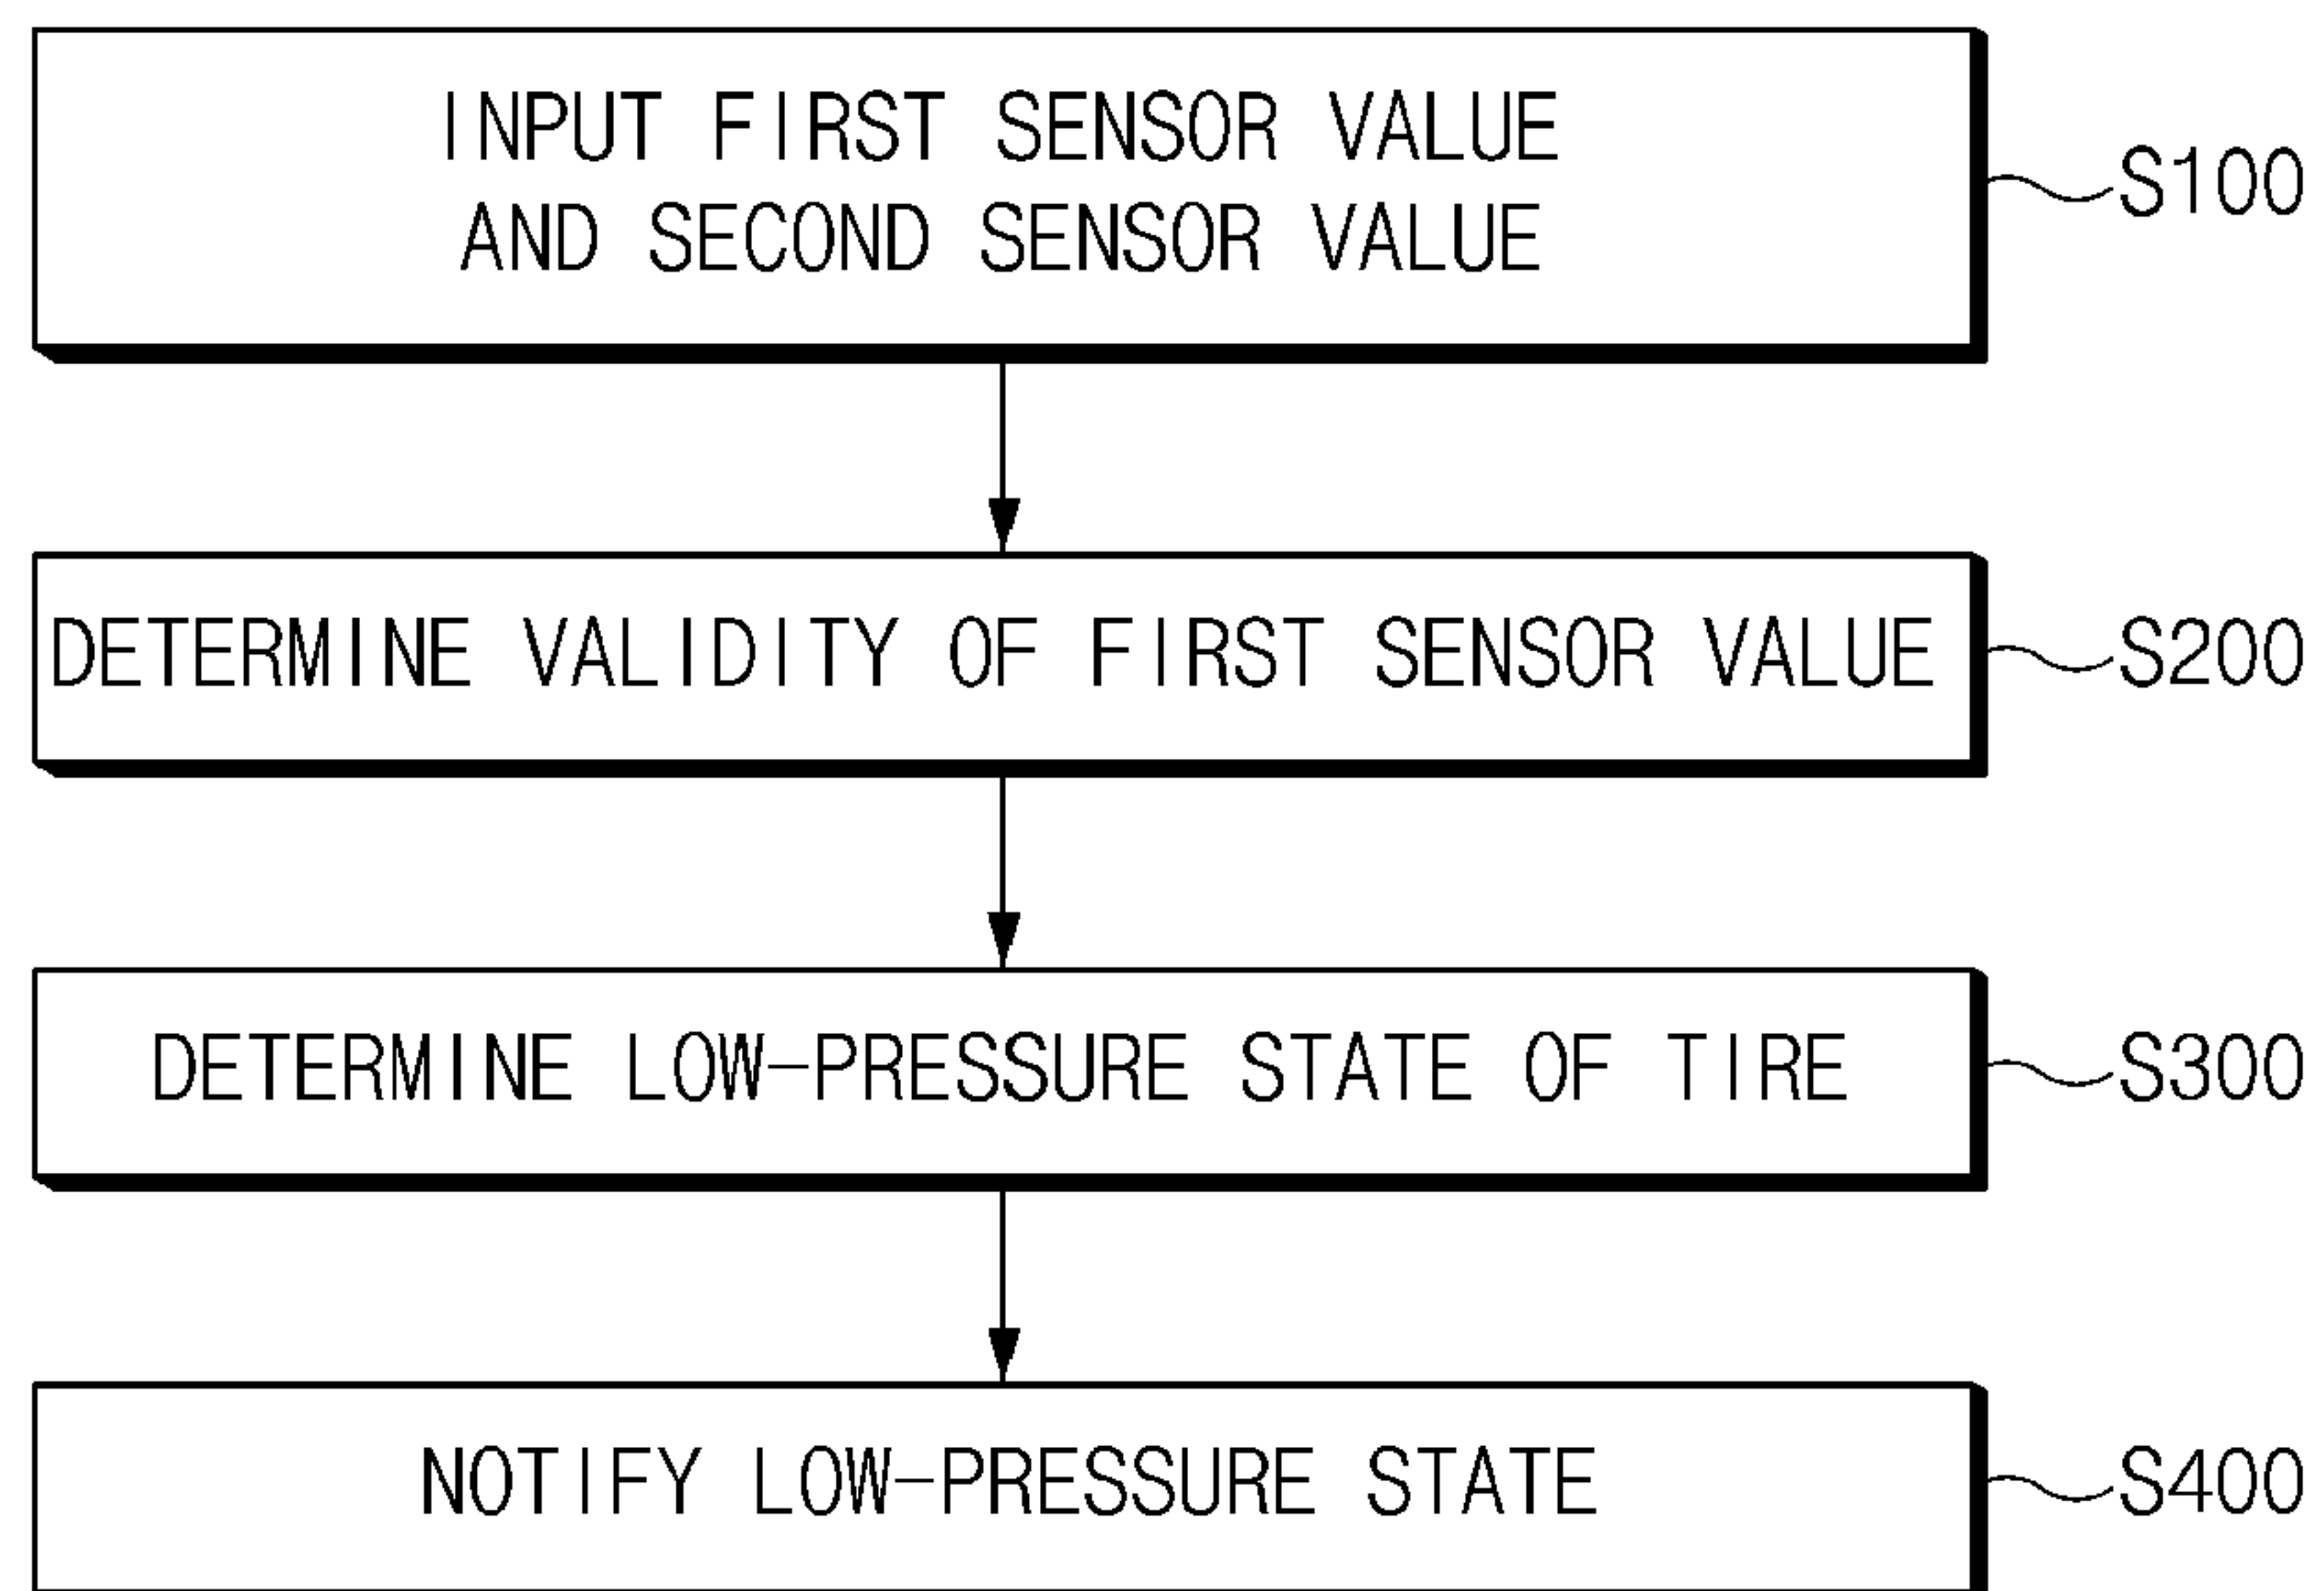 INPUT FIRST SENSOR VALUE
AND SECOND SENSOR VALUE
S100
DETERMINE VALIDITY OF FIRST SENSOR VALUE
S200
DETERMINE LOW-PRESSURE STATE OF TIRE
S300
NOTIFY LOW-PRESSURE STATE
S400